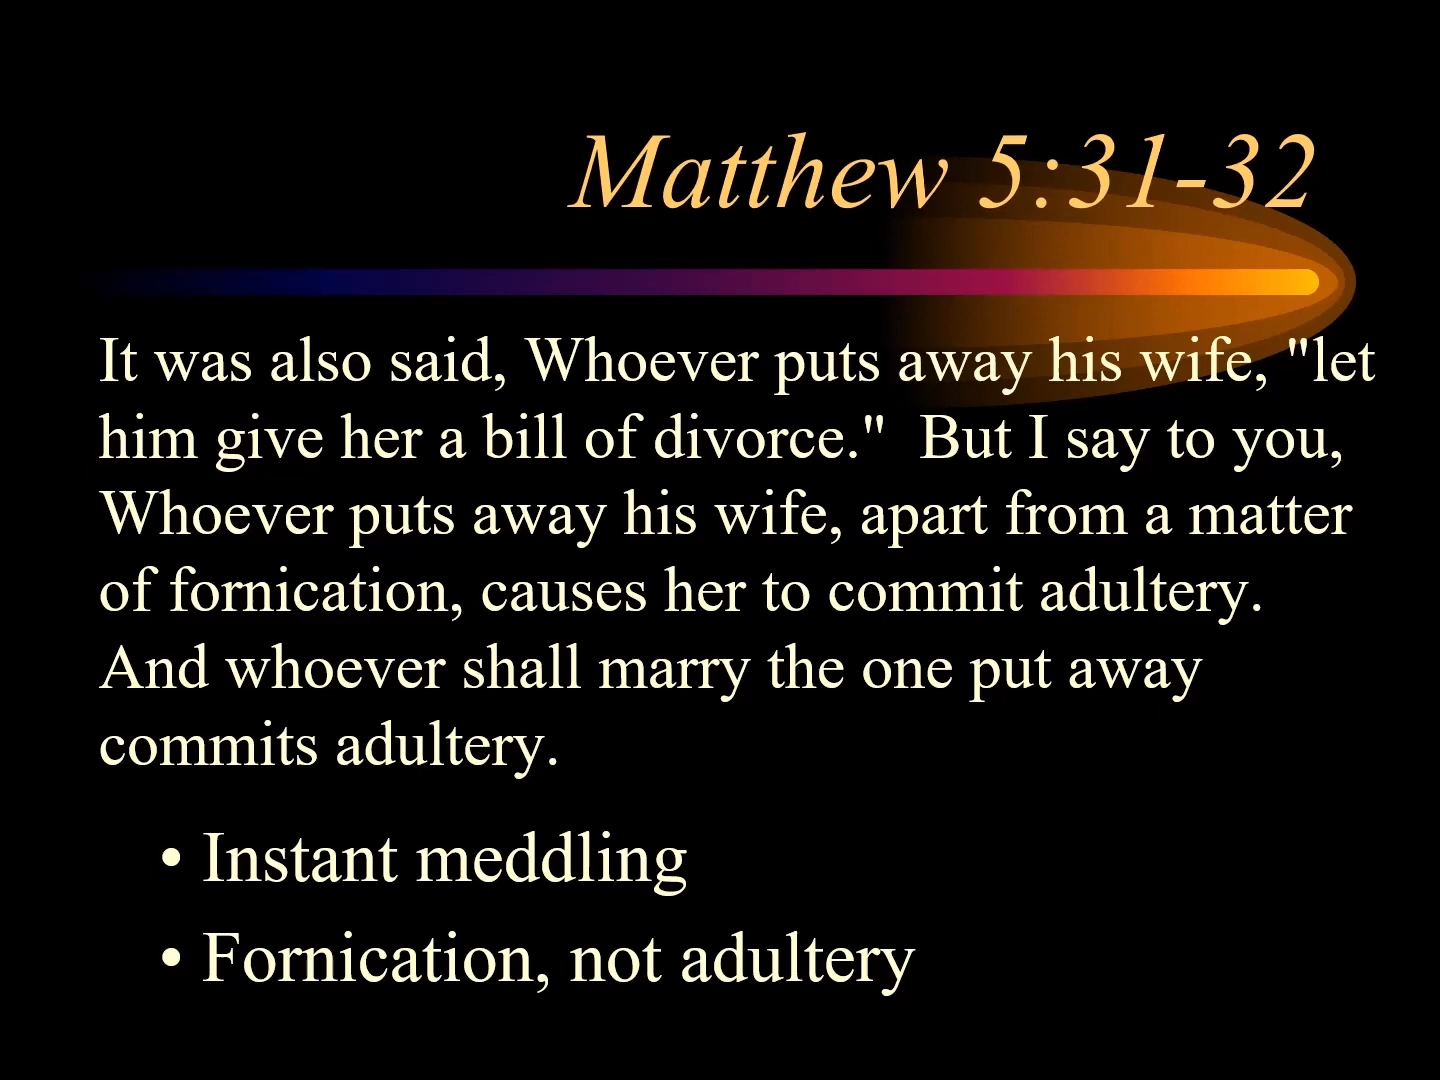 Matthew 5:31-32
It was also said, Whoever puts away his wife, "let
him give her a bill of divorce."  But I say to you,
Whoever puts away his wife, apart from a matter
of fornication, causes her to commit adultery.
And whoever shall marry the one put away
commits adultery.
• Instant meddling
• Fornication, not adultery